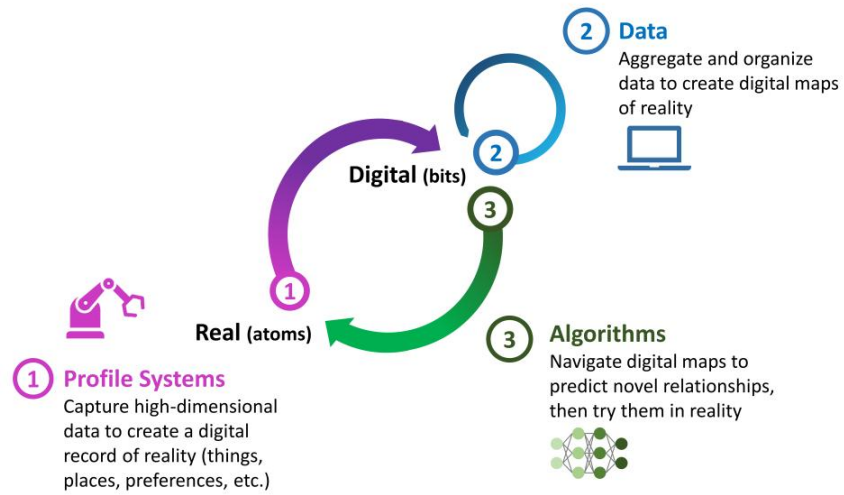 2 Data
Aggregate and organize
data to create digital maps
of reality
2
Digital (bits)
3
1
Real (atoms)
3 Algorithms
Navigate digital maps to
predict novel relationships,
then try them in reality
1 Profile Systems
Capture high-dimensional
data to create a digital
record of reality (things,
places, preferences, etc.)